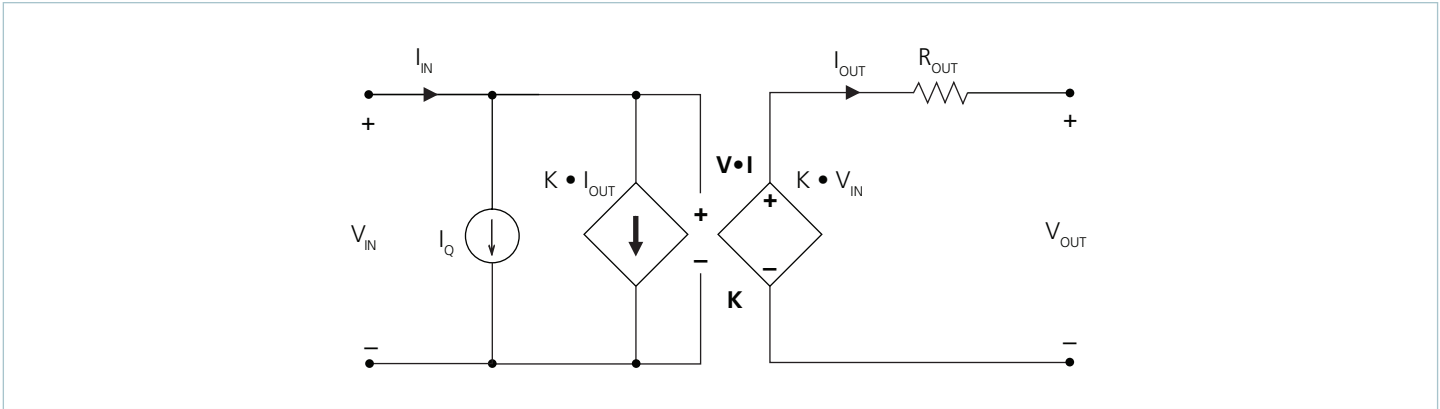 I_IN
I_OUT
R_OUT
+
+
V•I
K • I_OUT
K • V_IN
+
+
V_IN
I_Q
V_OUT
−
−
K
−
−